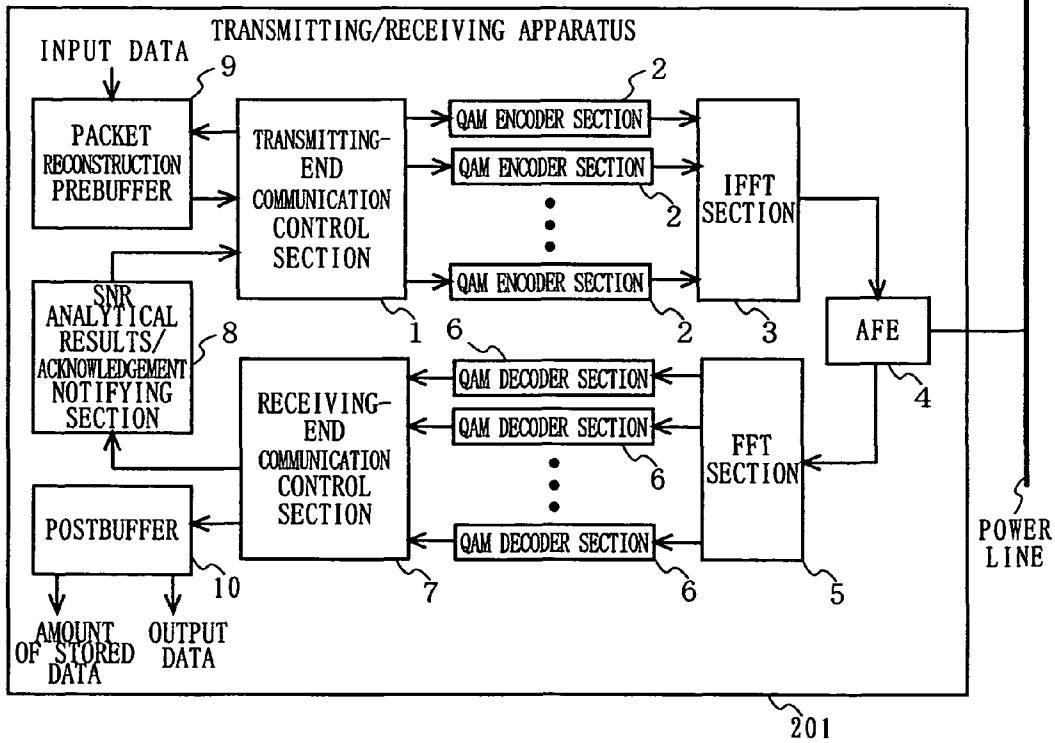 TRANSMITTING/RECEIVING APPARATUS
INPUT DATA
9
PACKET
RECONSTRUCTION
PREBUFFER
TRANSMITTING-
END
COMMUNICATION
CONTROL
SECTION
1
2
QAM ENCODER SECTION
QAM ENCODER SECTION
2
QAM ENCODER SECTION
2
IFFT
SECTION
3
AFE
4
SNR
ANALYTICAL
RESULTS/
ACKNOWLEDGEMENT
NOTIFYING
SECTION
8
RECEIVING-
END
COMMUNICATION
CONTROL
SECTION
7
6
QAM DECODER SECTION
QAM DECODER SECTION
6
QAM DECODER SECTION
6
FFT
SECTION
5
POSTBUFFER
10
AMOUNT
OF STORED
DATA
OUTPUT
DATA
POWER
LINE
201